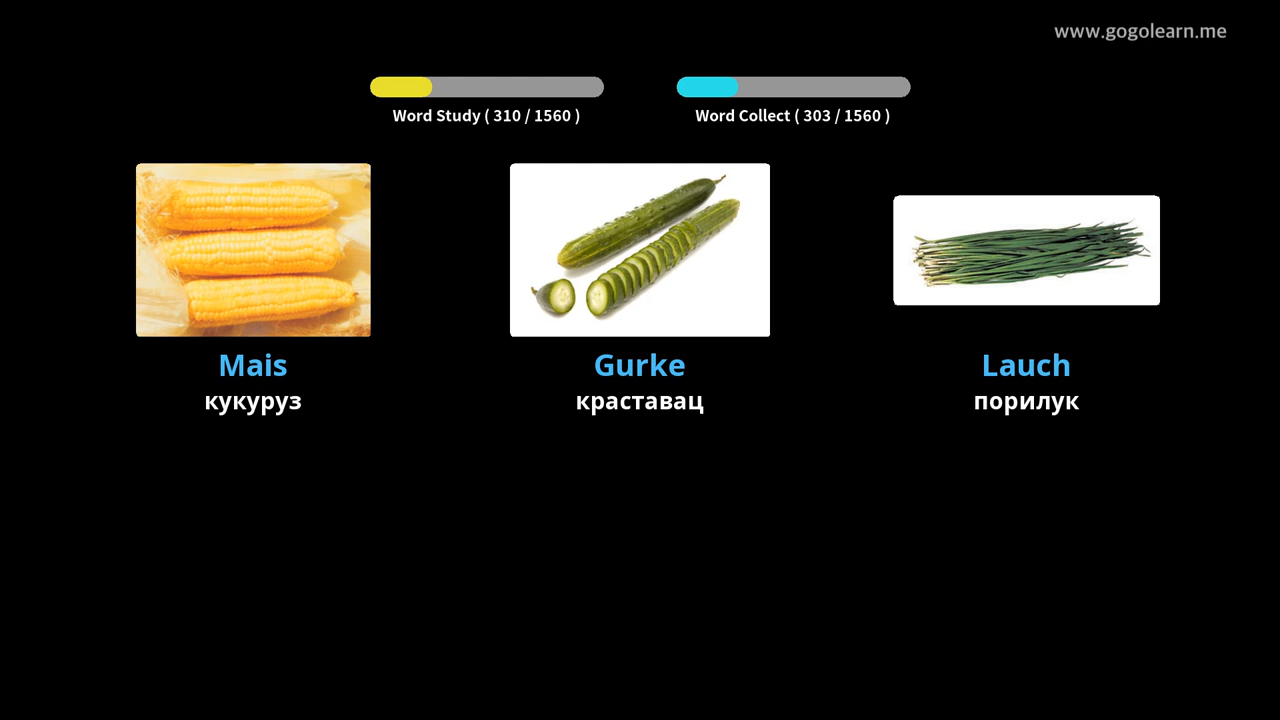 www.gogolearn.me
Word Study ( 310 / 1560 )
Word Collect ( 303 / 1560 )
Mais
кукуруз
Gurke
краставац
Lauch
порилук